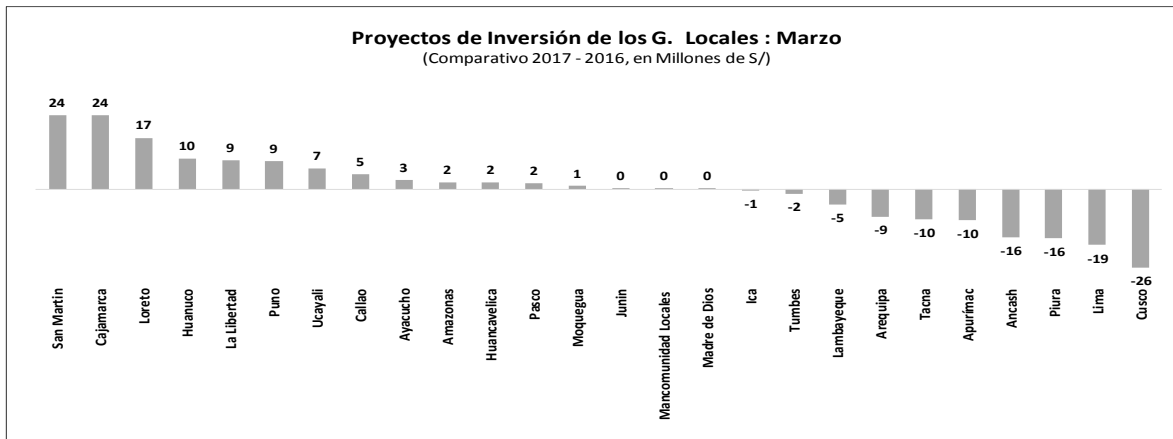 Proyectos de Inversión de los G. Locales : Marzo
(Comparativo 2017 - 2016, en Millones de S/)
24
24
17
10
9
9
7
5
3
2
2
2
1
0
0
0
-1
-2
-5
-9
-10
-10
-16
-16
-19
-26
San Martin
Cajamarca
Loreto
Huanuco
La Libertad
Puno
Ucayali
Callao
Ayacucho
Amazonas
Huancavelica
Pasco
Moquegua
Junin
Mancomunidad Locales
Madre de Dios
Ica
Tumbes
Lambayeque
Arequipa
Tacna
Apurímac
Ancash
Piura
Lima
Cusco